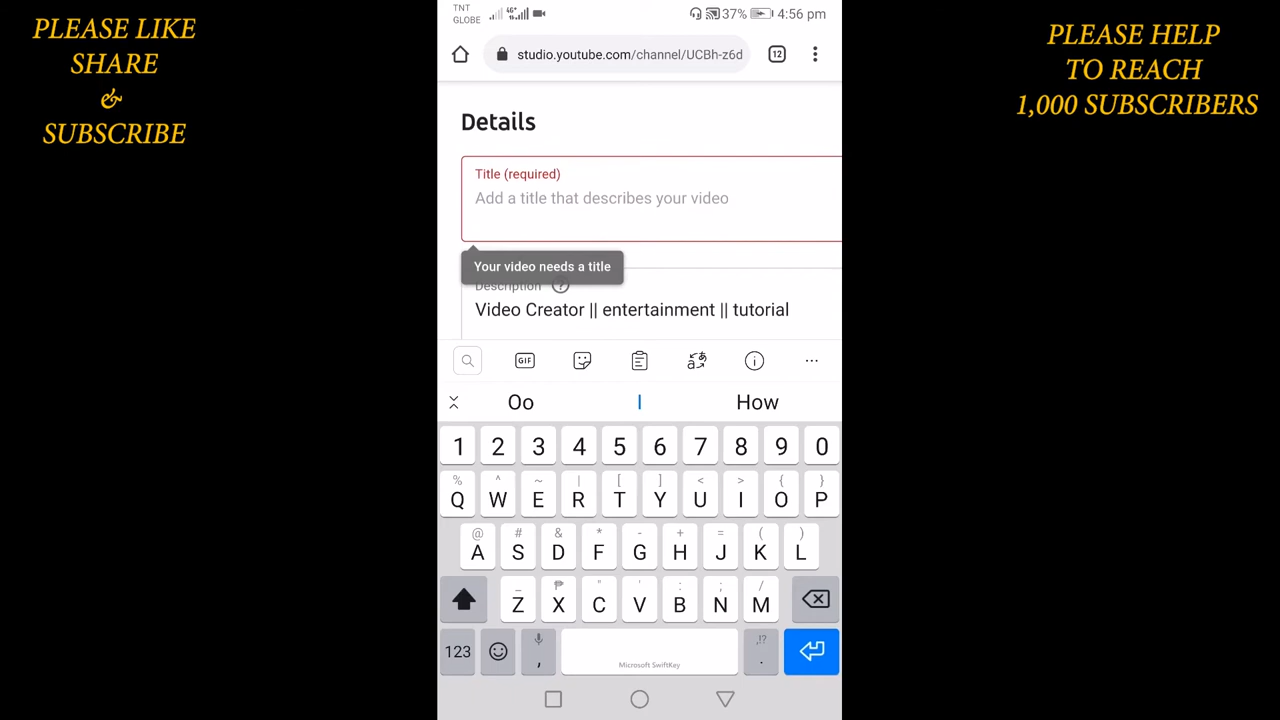 PLEASE LIKE
SHARE
&
SUBSCRIBE
PLEASE HELP
TO REACH
1,000 SUBSCRIBERS
TNT
GLOBE
4G+
37%
4:56 pm
studio.youtube.com/channel/UCBh-z6d
12
Details
Title (required)
Add a title that describes your video
Your video needs a title
Description ?
Video Creator || entertainment || tutorial
GIF
Oo I How
1 2 3 4 5 6 7 8 9 0
% ^ ~ | [ ] < > { }
Q W E R T Y U I O P
@ # & * - + = ( )
A S D F G H J K L
_ ₱ " ' : ; /
Z X C V B N M
123 , ,!? .
Microsoft SwiftKey